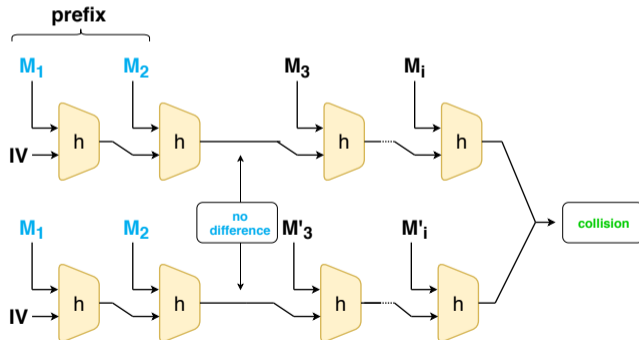 prefix
M1 M2 M3 Mi
h h h h
IV
no
difference
collision
M1 M2 M'3 M'i
h h h h
IV